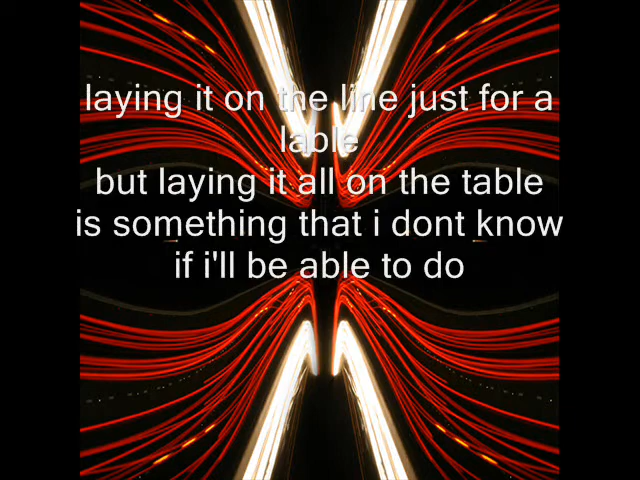 laying it on the line just for a
lable
but laying it all on the table
is something that i dont know
if i'll be able to do